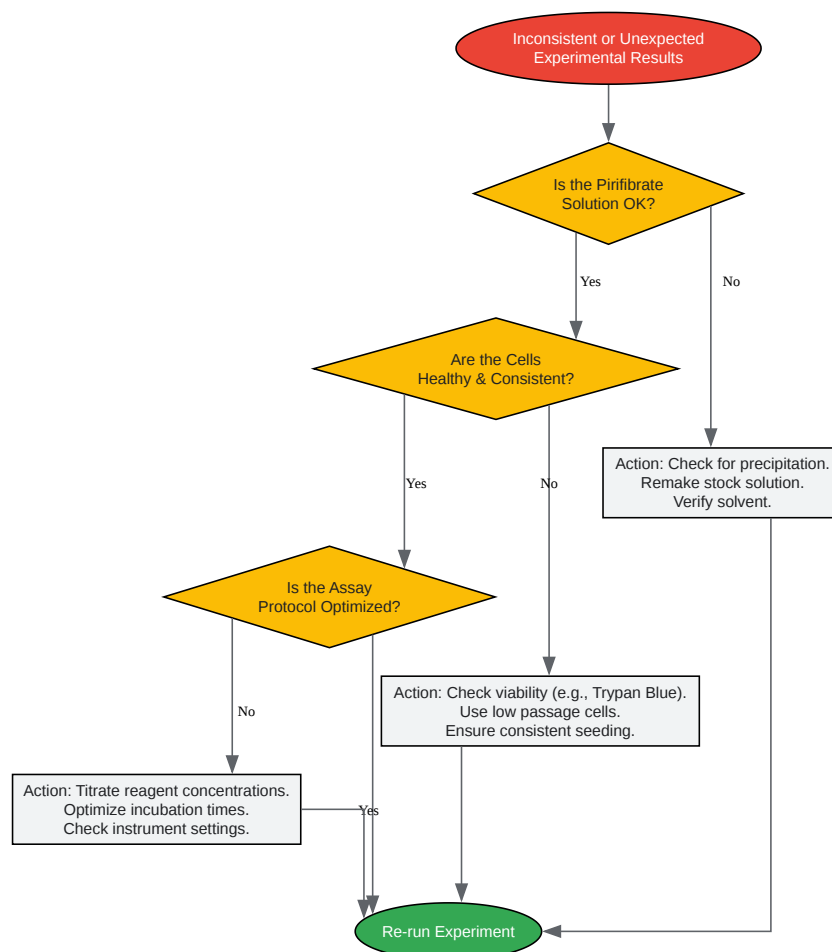 Inconsistent or Unexpected
Experimental Results
Is the Pirifibrate
Solution OK?
Yes
No
Are the Cells
Healthy & Consistent?
Action: Check for precipitation.
Remake stock solution.
Verify solvent.
Yes
No
Is the Assay
Protocol Optimized?
Action: Check viability (e.g., Trypan Blue).
Use low passage cells.
Ensure consistent seeding.
No
Action: Titrate reagent concentrations.
Optimize incubation times.
Check instrument settings.
Yes
Re-run Experiment